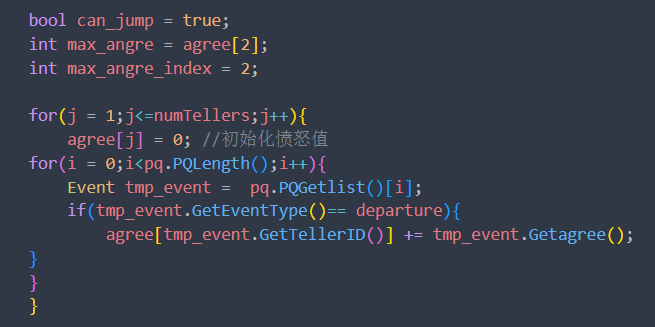 bool can_jump = true;
int max_angre = agree[2];
int max_angre_index = 2;
for(j = 1;j<=numTellers;j++){
agree[j] = 0; //初始化愤怒值
for(i = 0;i<pq.PQLength();i++){
Event tmp_event =  pq.PQGetlist()[i];
if(tmp_event.GetEventType()== departure){
agree[tmp_event.GetTellerID()] += tmp_event.Getagree();
}
}
}